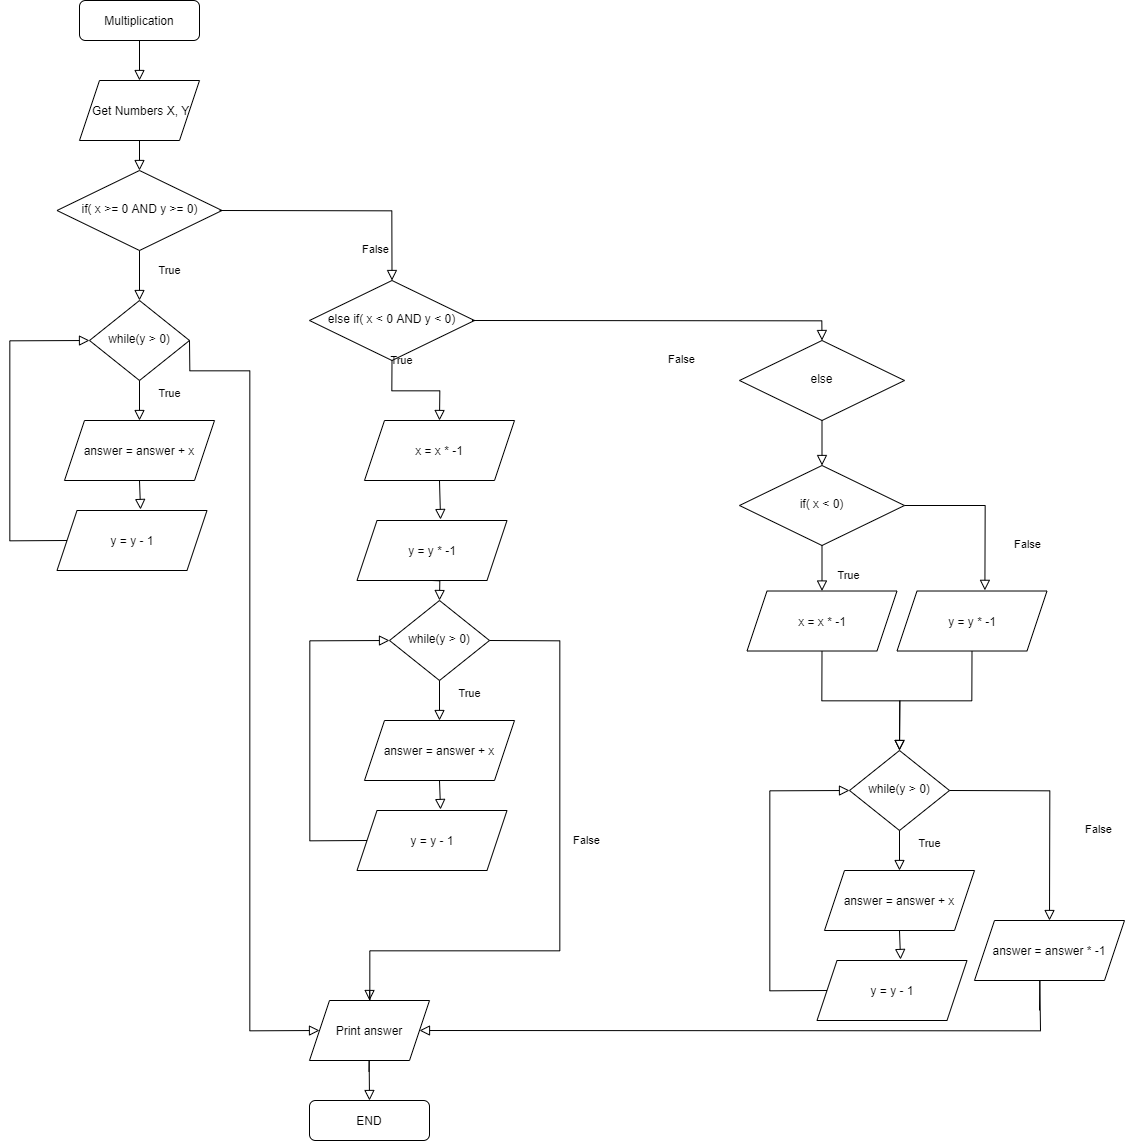 Multiplication
Get Numbers X, Y
if( x >= 0 AND y >= 0)
False
True
else if( x < 0 AND y < 0)
while(y > 0)
True
False
else
True
answer = answer + x
x = x * -1
if( x < 0)
y = y - 1
y = y * -1
False
True
x = x * -1
y = y * -1
while(y > 0)
True
answer = answer + x
while(y > 0)
False
y = y - 1
False
True
answer = answer + x
answer = answer * -1
y = y - 1
Print answer
END